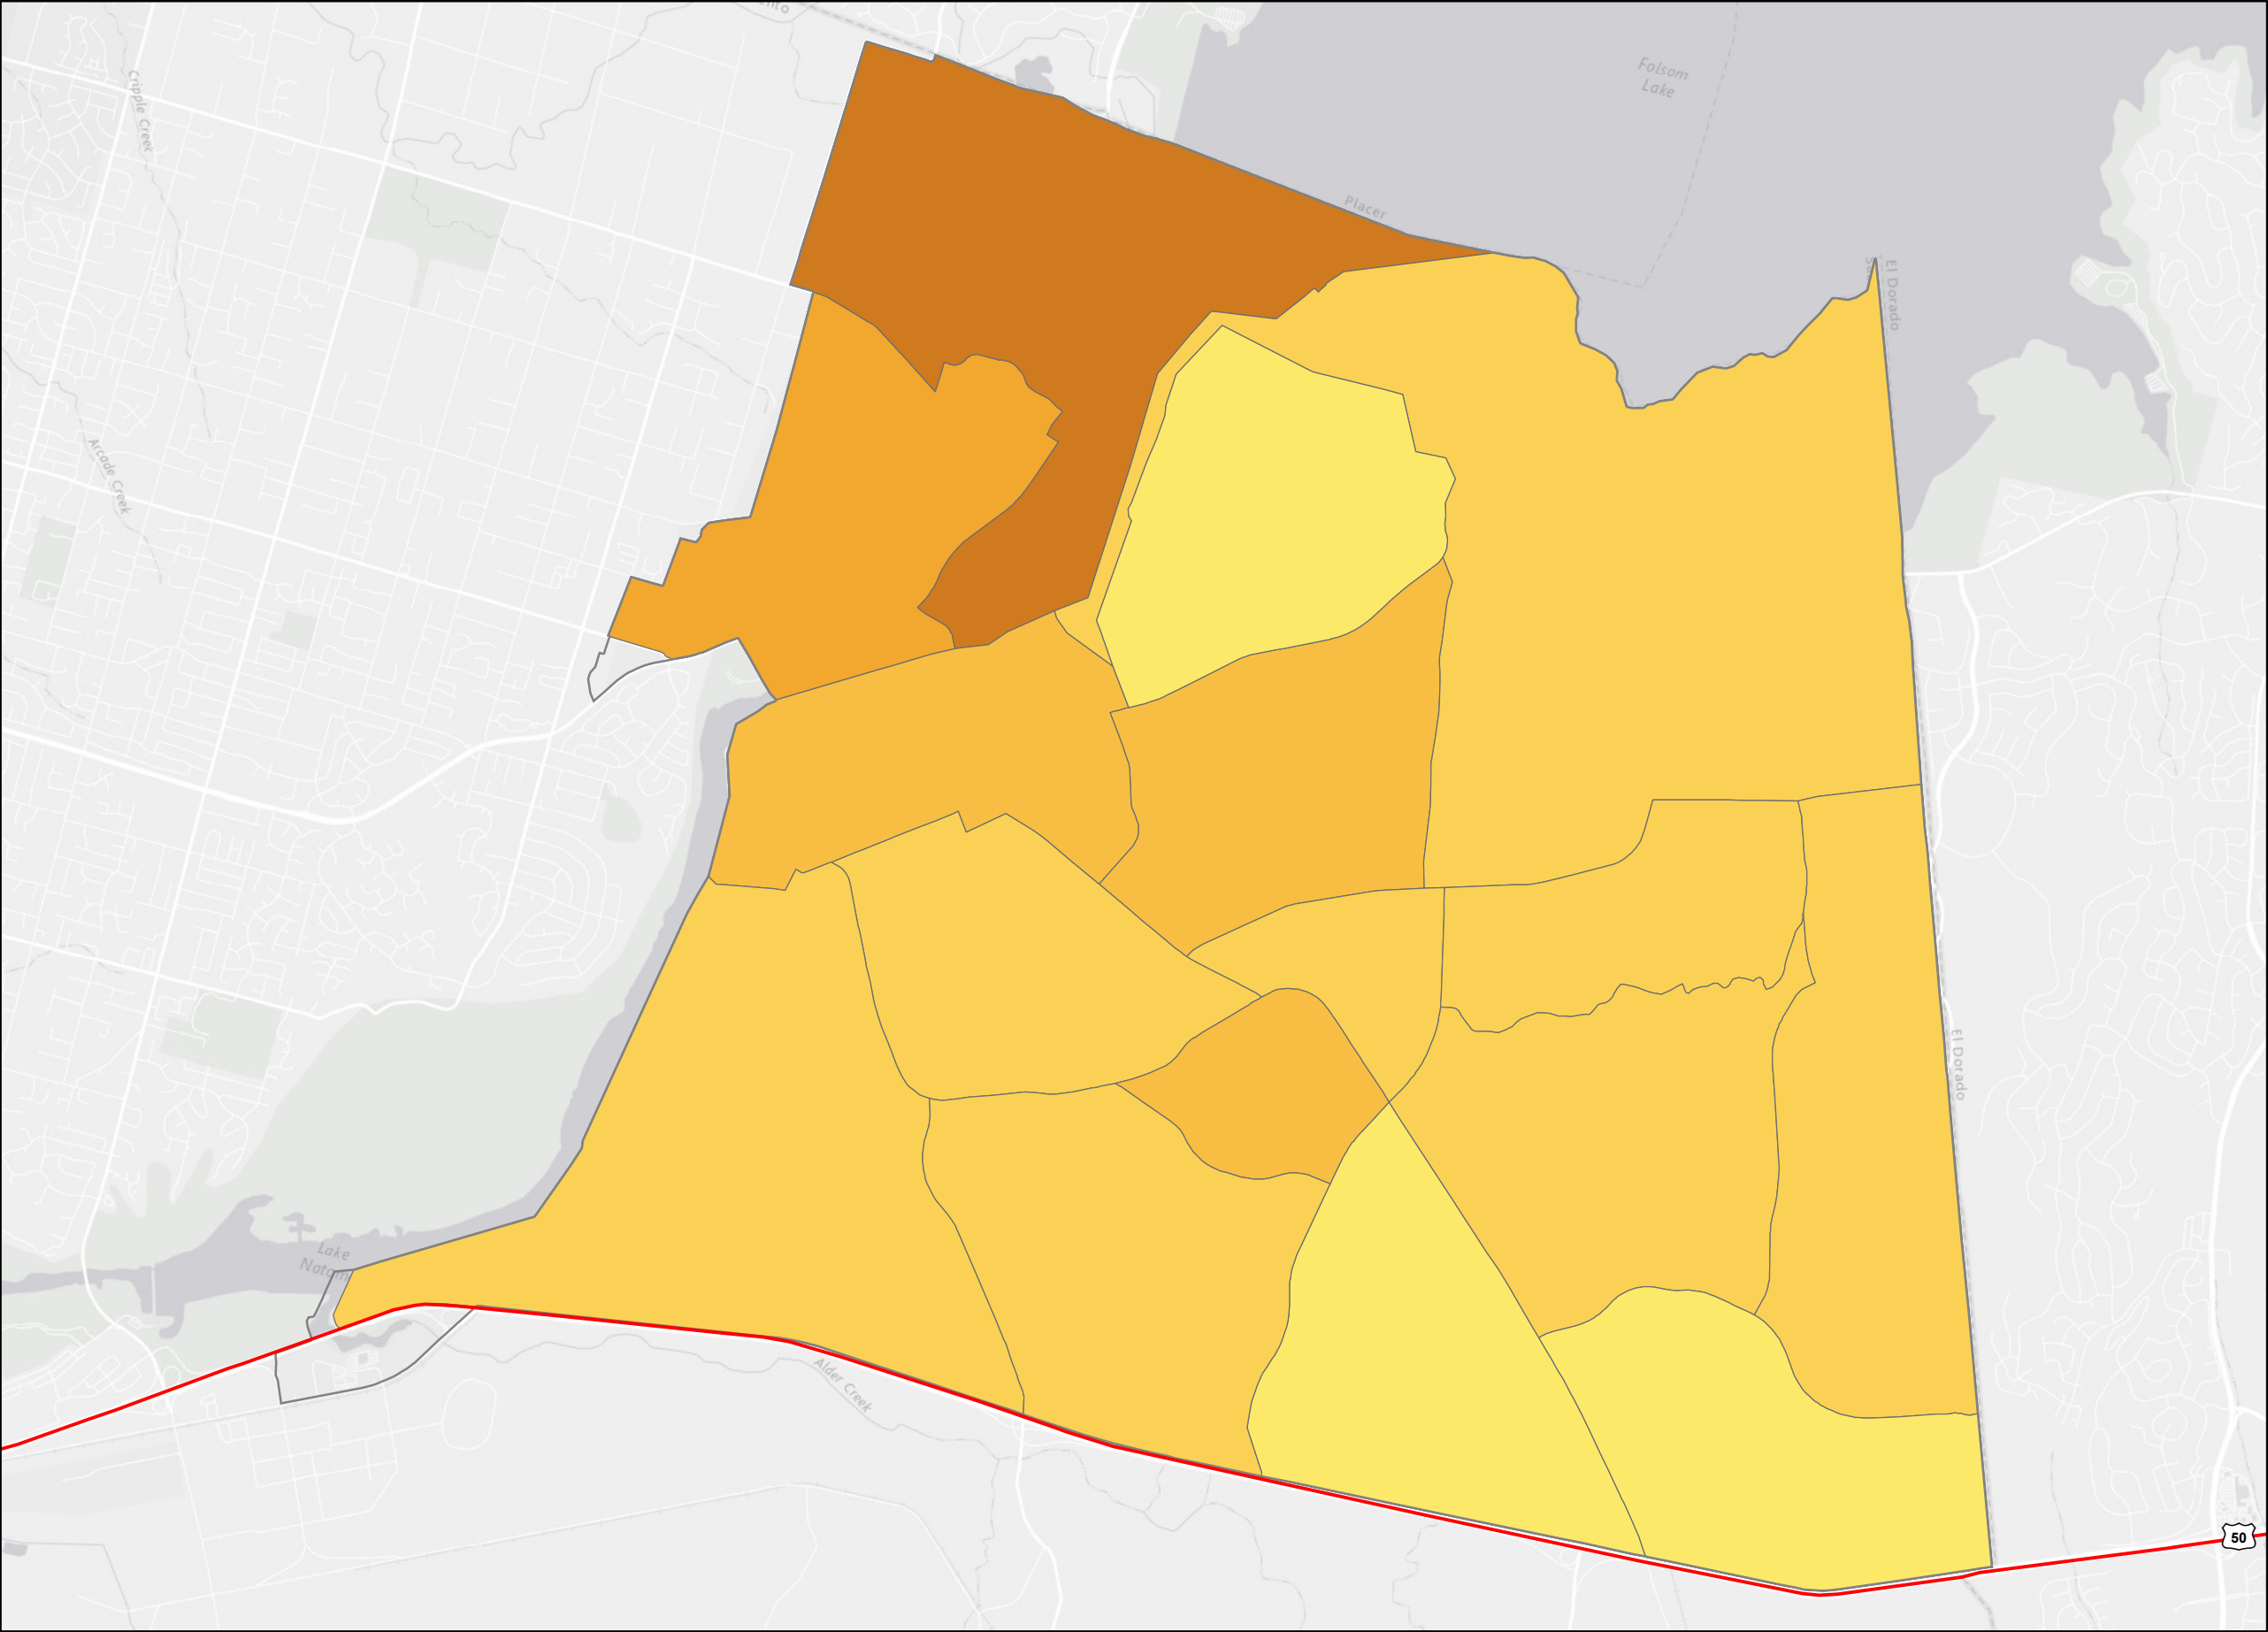 Folsom
Lake
Cripple Creek
Placer
El Dorado
Arcade Creek
El Dorado
Lake
Natom
Alder Creek
50